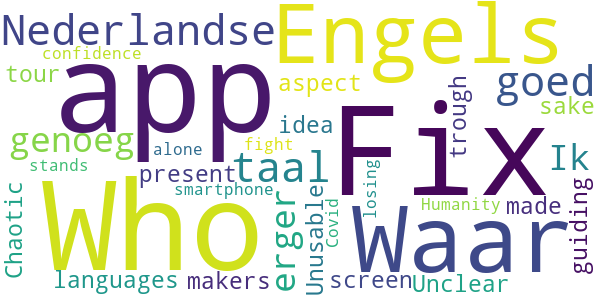 Nederlandse
Engels
confidence
tour
app
Who
Fix
aspect
goed
trough
sake
genoeg
idea
alone
fight
taal
Ik
present
stands
smartphone
Chaotic
erger
Unusable
Covid
losing
Waar
Humanity
made
guiding
languages
makers
screen
Unclear